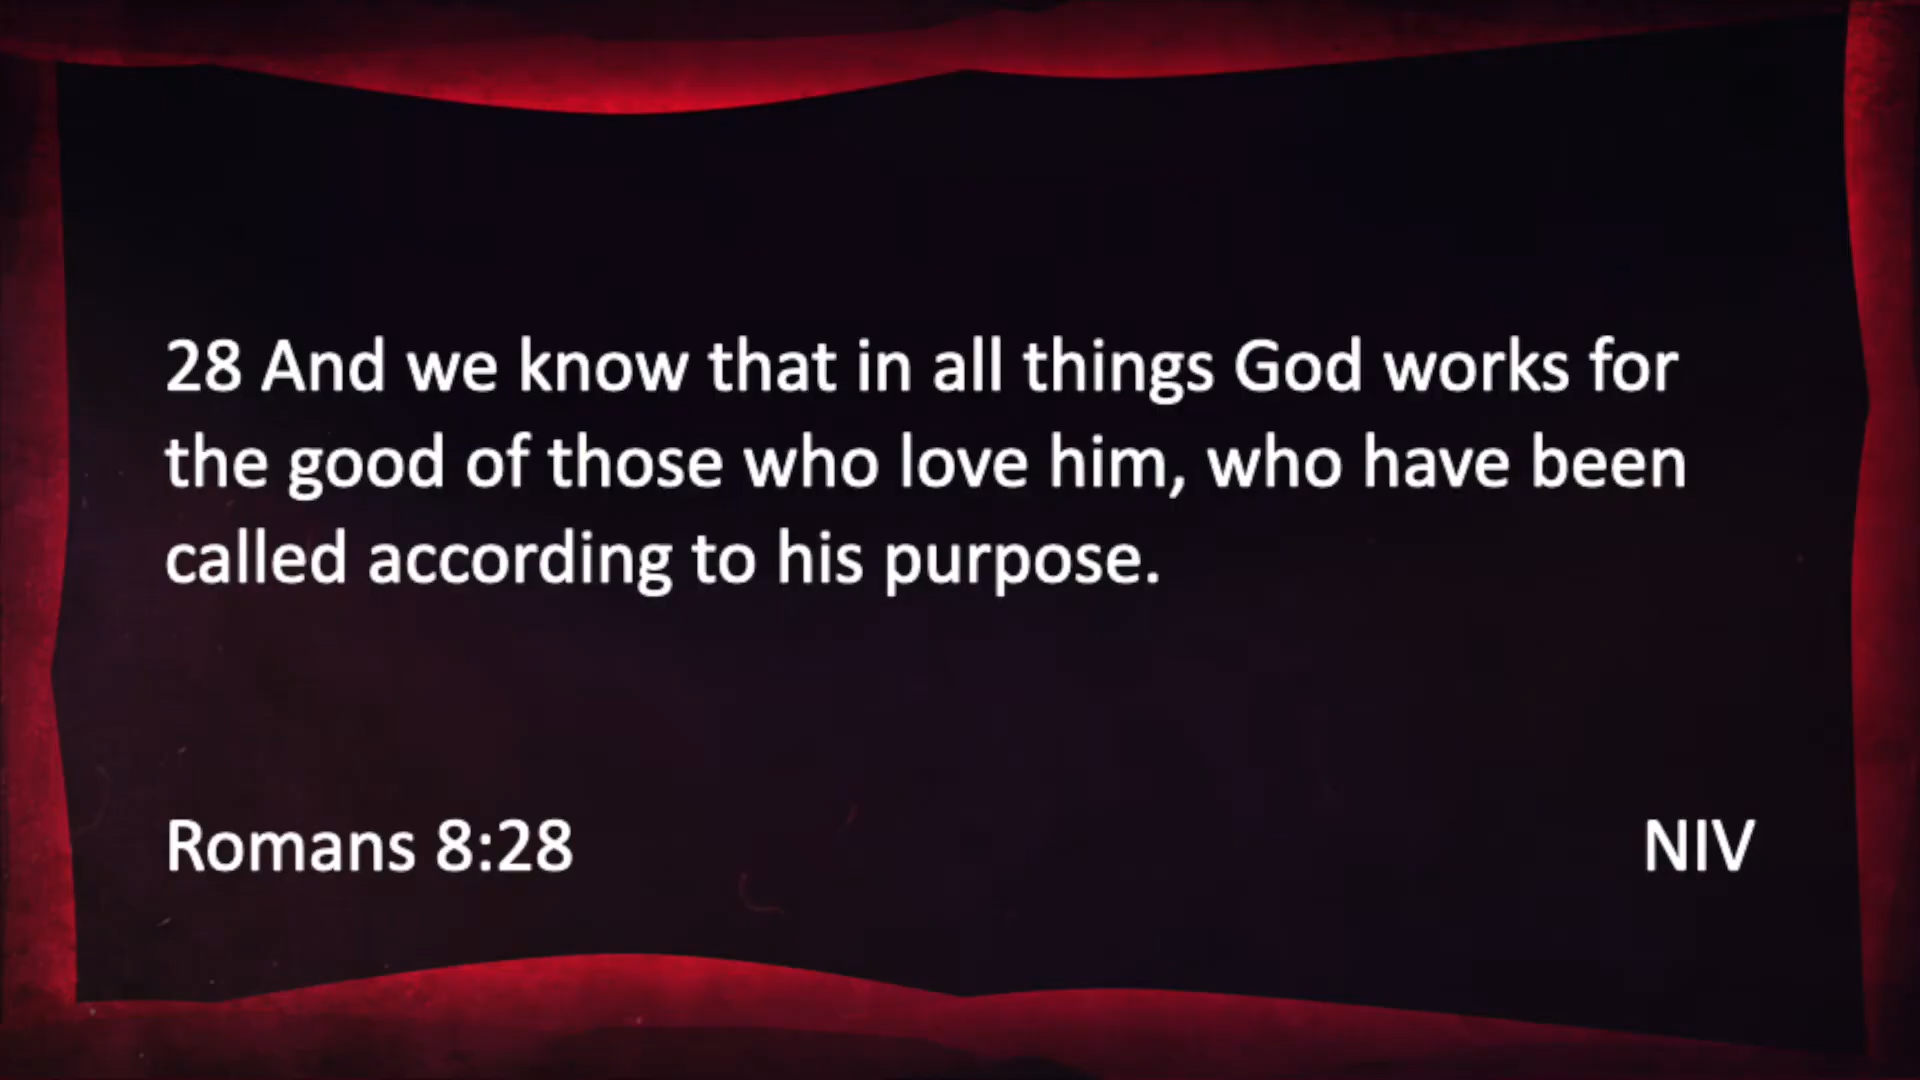 28 And we know that in all things God works for
the good of those who love him, who have been
called according to his purpose.
Romans 8:28
NIV